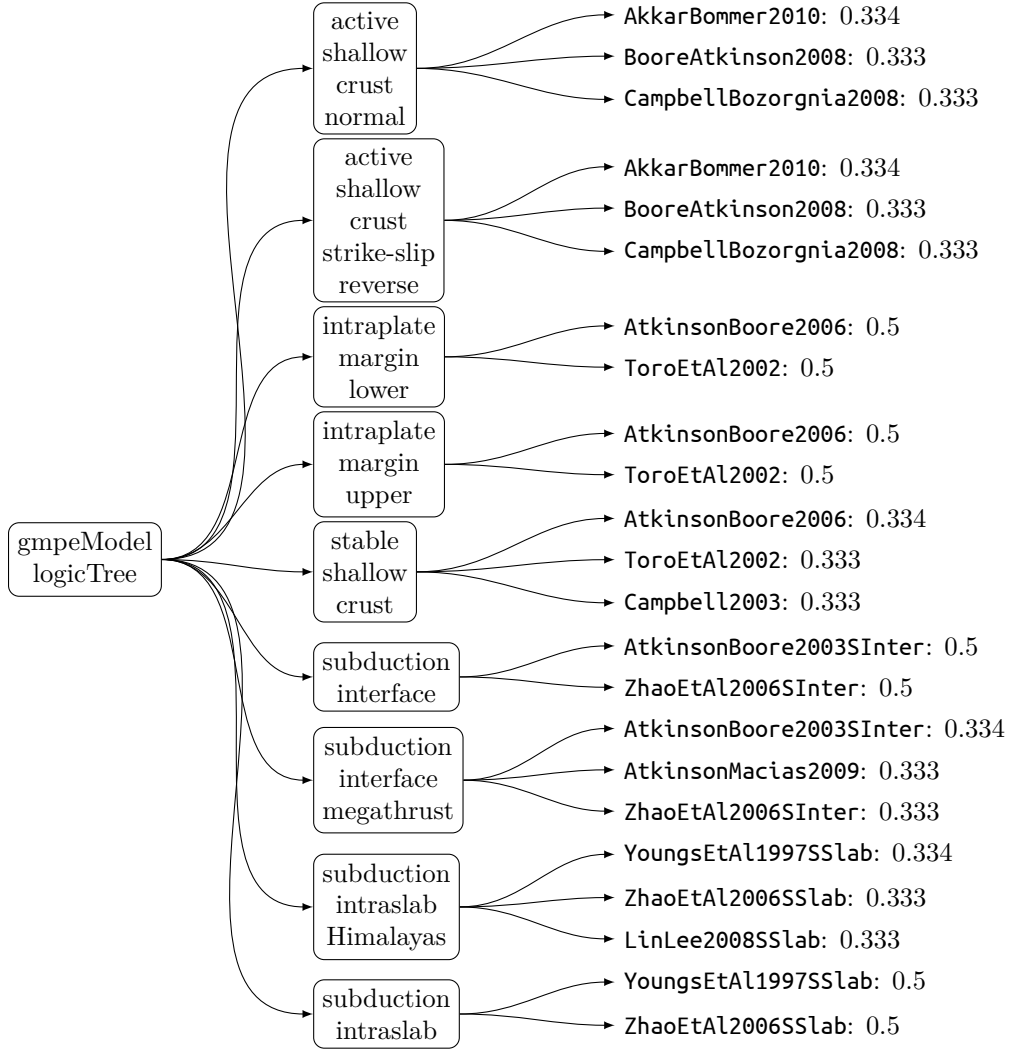 gmpeModel
logicTree
active
shallow
crust
normal
AkkarBommer2010: 0.334
BooreAtkinson2008: 0.333
CampbellBozorgnia2008: 0.333
active
shallow
crust
strike-slip
reverse
AkkarBommer2010: 0.334
BooreAtkinson2008: 0.333
CampbellBozorgnia2008: 0.333
intraplate
margin
lower
AtkinsonBoore2006: 0.5
ToroEtAl2002: 0.5
intraplate
margin
upper
AtkinsonBoore2006: 0.5
ToroEtAl2002: 0.5
stable
shallow
crust
AtkinsonBoore2006: 0.334
ToroEtAl2002: 0.333
Campbell2003: 0.333
subduction
interface
AtkinsonBoore2003SInter: 0.5
ZhaoEtAl2006SInter: 0.5
subduction
interface
megathrust
AtkinsonBoore2003SInter: 0.334
AtkinsonMacias2009: 0.333
ZhaoEtAl2006SInter: 0.333
subduction
intraslab
Himalayas
YoungsEtAl1997SSlab: 0.334
ZhaoEtAl2006SSlab: 0.333
LinLee2008SSlab: 0.333
subduction
intraslab
YoungsEtAl1997SSlab: 0.5
ZhaoEtAl2006SSlab: 0.5